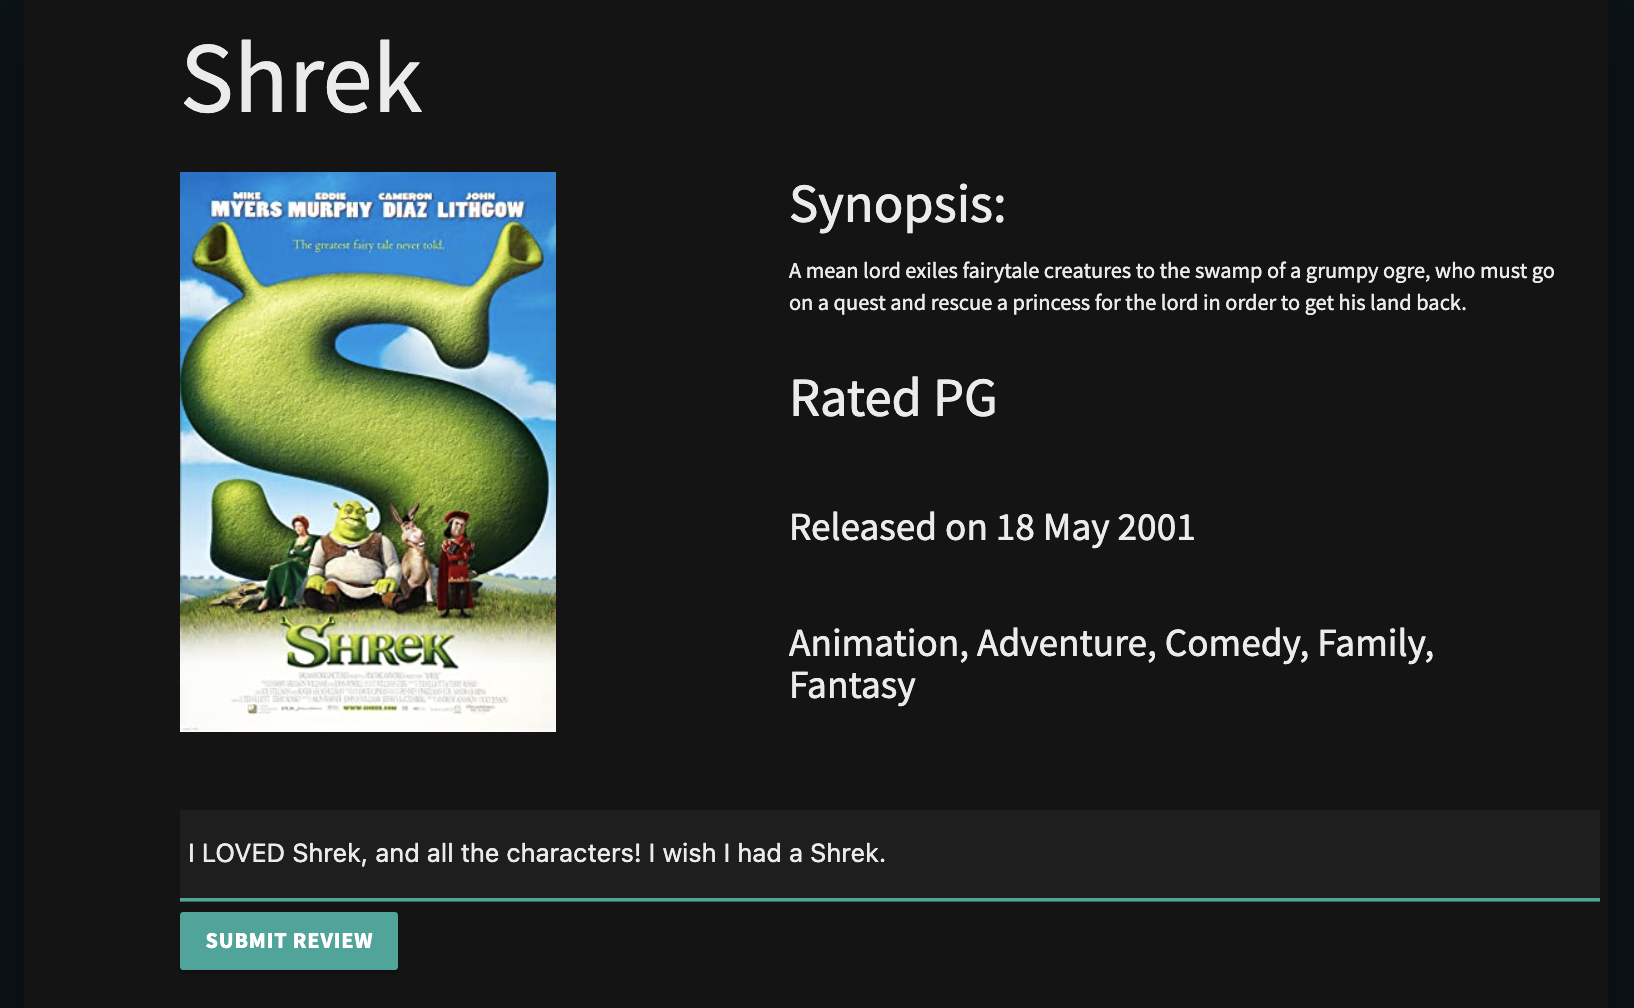 Shrek
MIKE EDDIE CAMERON JOHN
MYERS MURPHY DIAZ LITHGOW
The greatest fairy tale never told.
SHREK
WWW.SHREK.COM
Synopsis:
A mean lord exiles fairytale creatures to the swamp of a grumpy ogre, who must go
on a quest and rescue a princess for the lord in order to get his land back.
Rated PG
Released on 18 May 2001
Animation, Adventure, Comedy, Family,
Fantasy
I LOVED Shrek, and all the characters! I wish I had a Shrek.
SUBMIT REVIEW